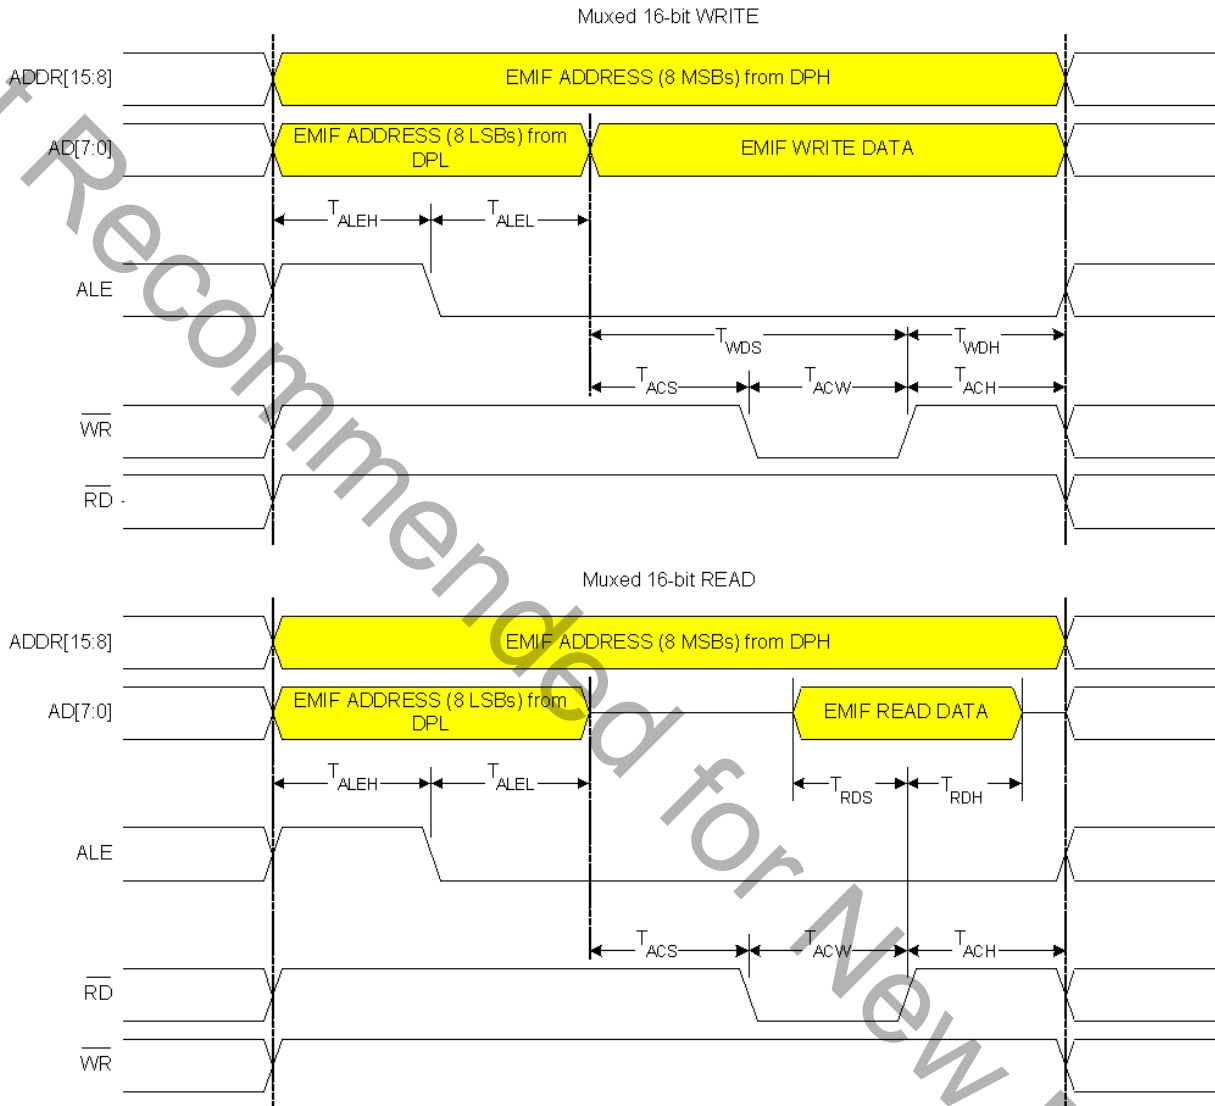 Muxed 16-bit WRITE
ADDR[15:8]
EMIF ADDRESS (8 MSBs) from DPH
AD[7:0]
EMIF ADDRESS (8 LSBs) from
DPL
EMIF WRITE DATA
TALEH
TALEL
ALE
TWDS
TWDH
TACS
TACW
TACH
WR
RD
Muxed 16-bit READ
ADDR[15:8]
EMIF ADDRESS (8 MSBs) from DPH
AD[7:0]
EMIF ADDRESS (8 LSBs) from
DPL
EMIF READ DATA
TALEH
TALEL
TRDS
TRDH
ALE
TACS
TACW
TACH
RD
WR
Recommended for New